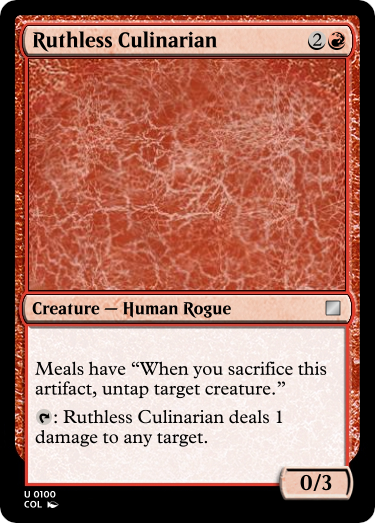 Ruthless Culinarian 2
Creature — Human Rogue
Meals have “When you sacrifice this
artifact, untap target creature.”
: Ruthless Culinarian deals 1
damage to any target.
0/3
U 0100
COL